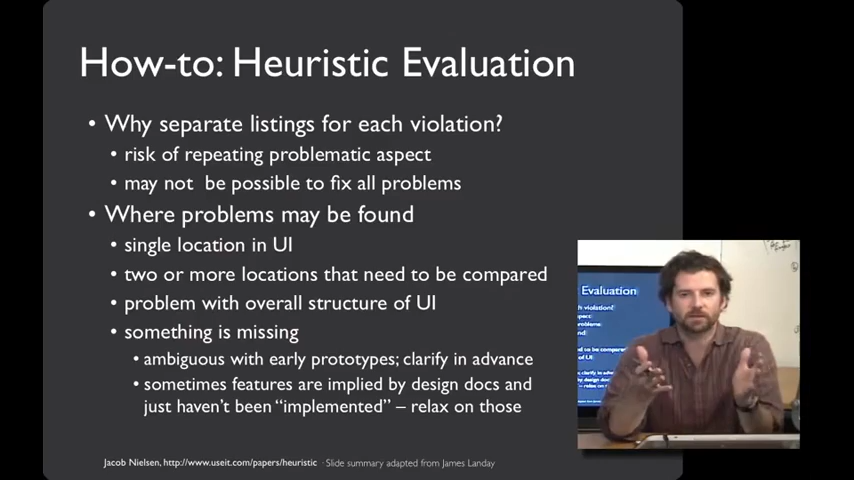 How-to: Heuristic Evaluation
• Why separate listings for each violation?
• risk of repeating problematic aspect
• may not be possible to fix all problems
• Where problems may be found
• single location in UI
• two or more locations that need to be compared
• problem with overall structure of UI
• something is missing
• ambiguous with early prototypes; clarify in advance
• sometimes features are implied by design docs and
just haven't been “implemented” – relax on those
Jacob Nielsen, http://www.useit.com/papers/heuristic · Slide summary adapted from James Landay
Evaluation